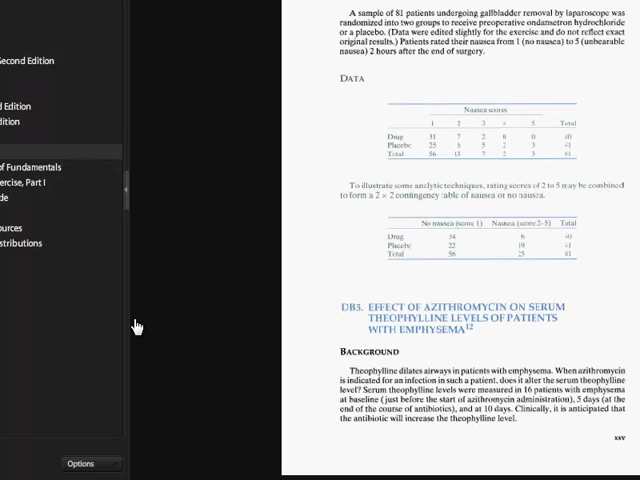 Second Edition
d Edition
dition
of Fundamentals
ercise, Part I
de
ources
stributions
Options
A sample of 81 patients undergoing gallbladder removal by laparoscope was
randomized into two groups to receive preoperative ondansetron hydrochloride
or a placebo. (Data were edited slightly for the exercise and do not reflect exact
original results.) Patients rated their nausea from 1 (no nausea) to 5 (unbearable
nausea) 2 hours after the end of surgery.
DATA
Nausea scores
1 2 3 4 5 Total
Drug 31 7 2 0 0 40
Placebo 25 6 5 2 3 41
Total 56 13 7 2 3 81
To illustrate some analytic techniques, rating scores of 2 to 5 may be combined
to form a 2 × 2 contingency table of nausea or no nausea.
No nausea (score 1) Nausea (score 2–5) Total
Drug 34 6 40
Placebo 22 19 41
Total 56 25 81
DB3. EFFECT OF AZITHROMYCIN ON SERUM
THEOPHYLLINE LEVELS OF PATIENTS
WITH EMPHYSEMA12
BACKGROUND
Theophylline dilates airways in patients with emphysema. When azithromycin
is indicated for an infection in such a patient, does it alter the serum theophylline
level? Serum theophylline levels were measured in 16 patients with emphysema
at baseline (just before the start of azithromycin administration), 5 days (at the
end of the course of antibiotics), and at 10 days. Clinically, it is anticipated that
the antibiotic will increase the theophylline level.
xxv